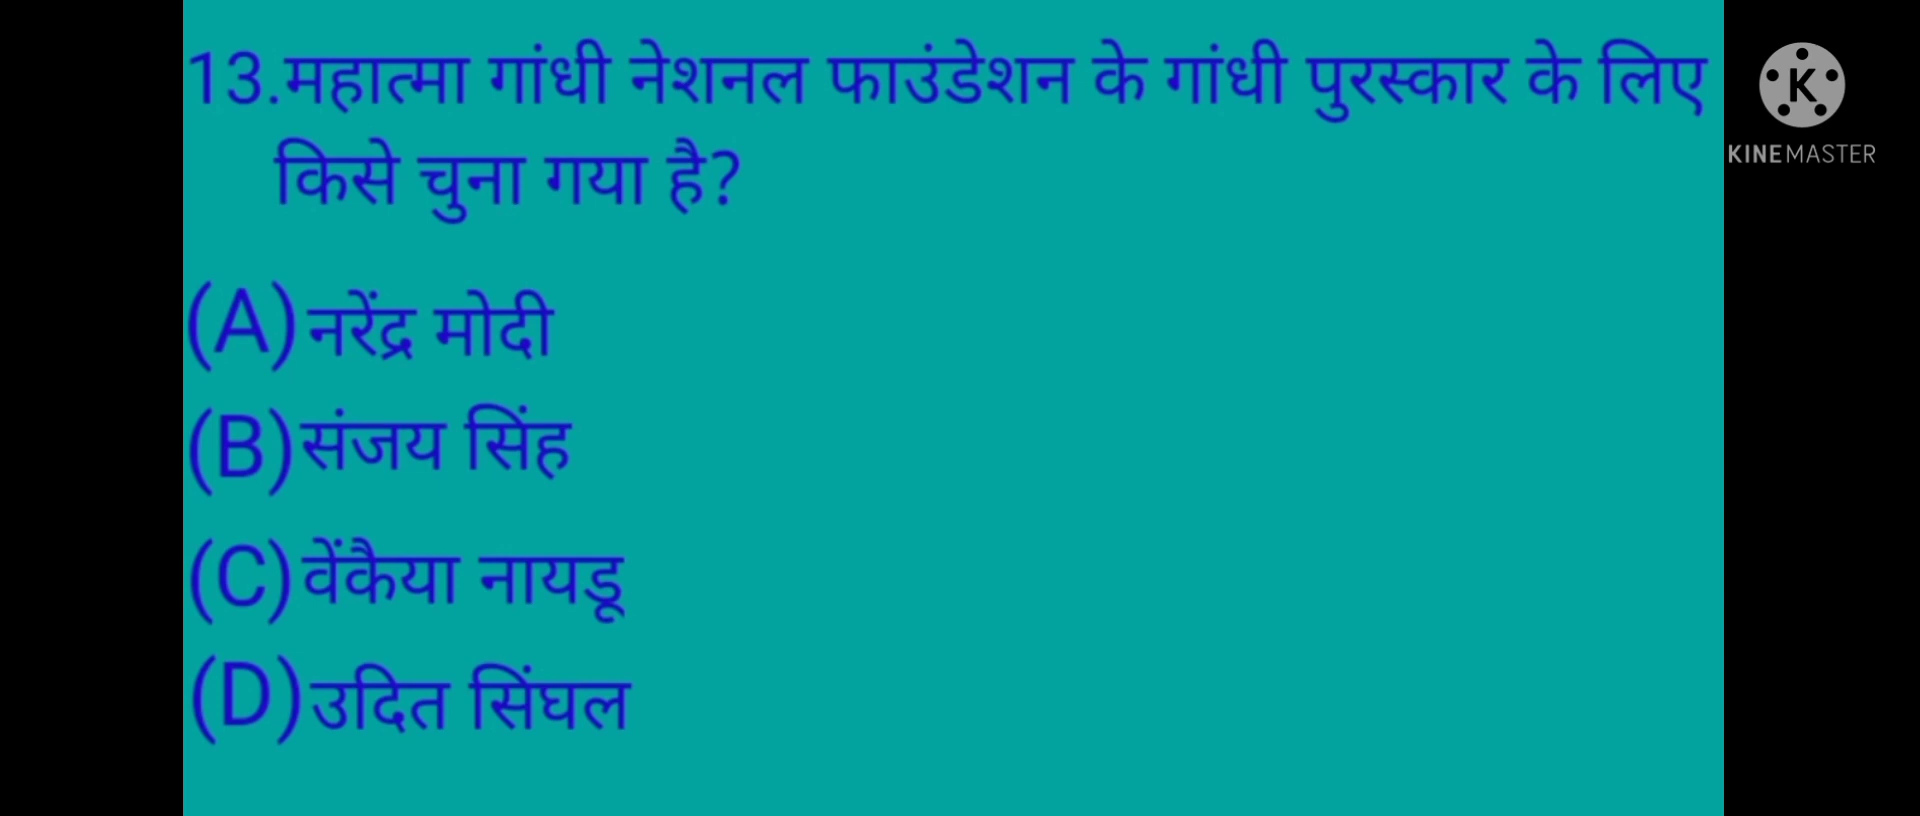 13.महात्मा गांधी नेशनल फाउंडेशन के गांधी पुरस्कार के लिए
किसे चुना गया है?
(A)नरेंद्र मोदी
(B)संजय सिंह
(C)वेंकैया नायडू
(D)उदित सिंघल
K
KINEMASTER